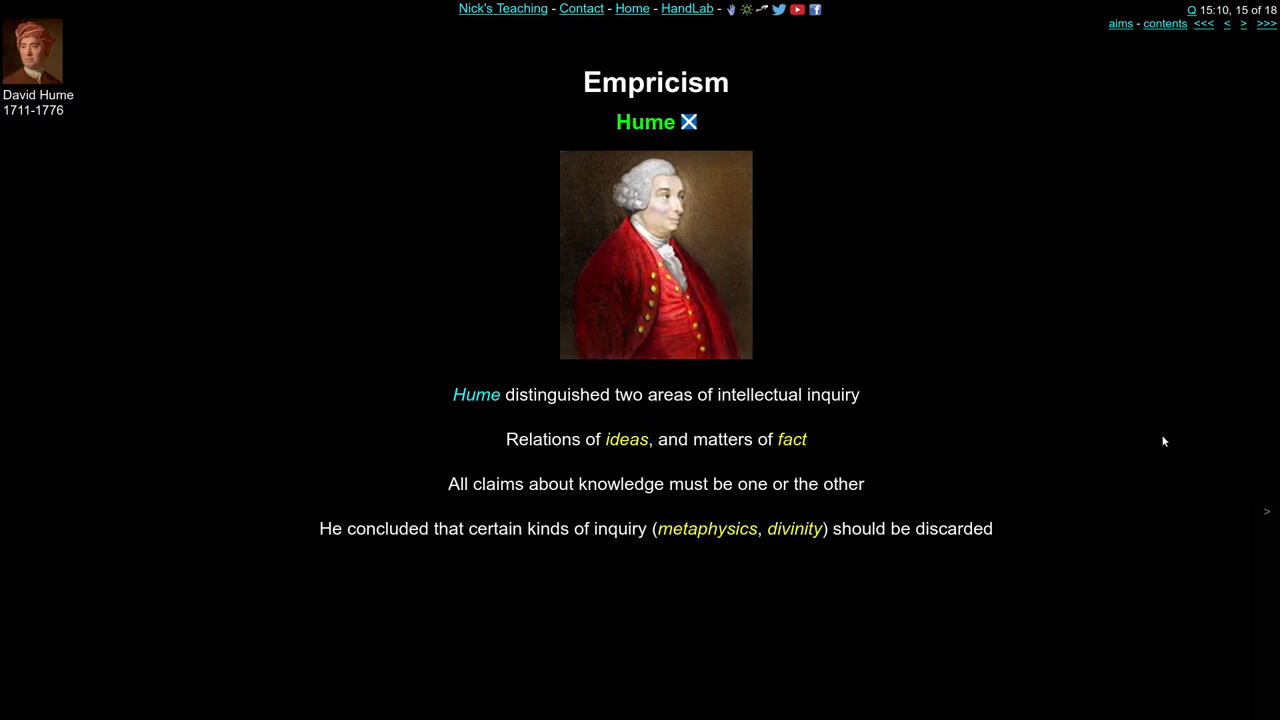 Nick's Teaching - Contact - Home - HandLab -
Q 15:10, 15 of 18
aims - contents <<< < > >>>
David Hume
1711-1776
Empricism
Hume
Hume distinguished two areas of intellectual inquiry
Relations of ideas, and matters of fact
All claims about knowledge must be one or the other
He concluded that certain kinds of inquiry (metaphysics, divinity) should be discarded
>